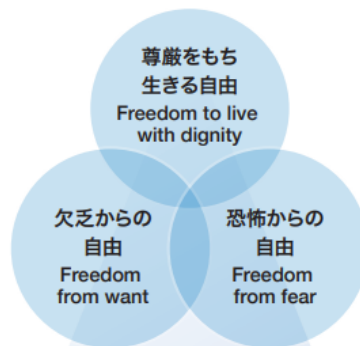 尊厳をもち
生きる自由
Freedom to live
with dignity
欠乏からの
自由
Freedom
from want
恐怖からの
自由
Freedom
from fear